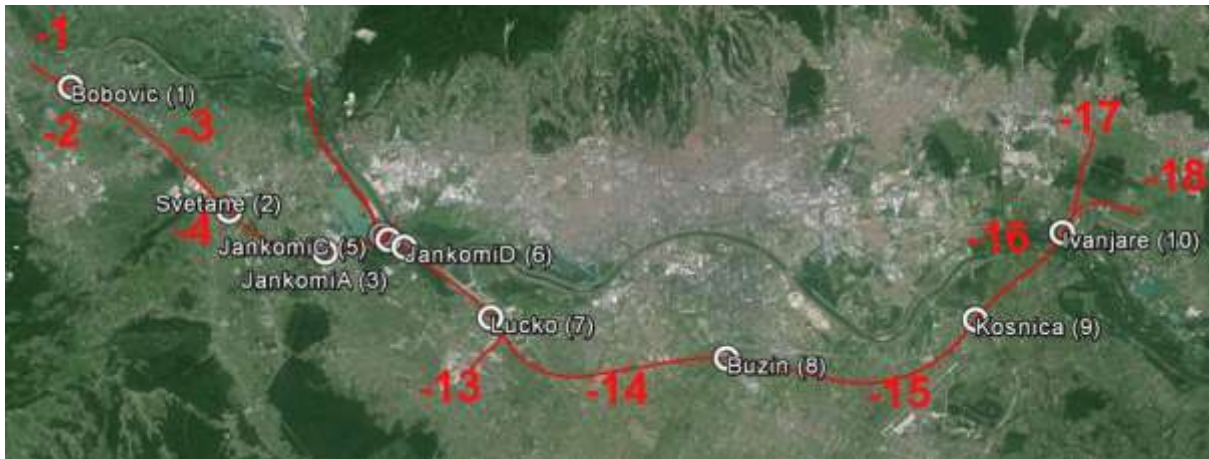 -1
Bobovic (1)
-2
-3
Svetane (2)
-4
JankomiC (5)
JankomiD (6)
JankomiA (3)
Lucko (7)
-13
-14
Buzin (8)
-15
Kosnica (9)
-16
Ivanjare (10)
-17
-18